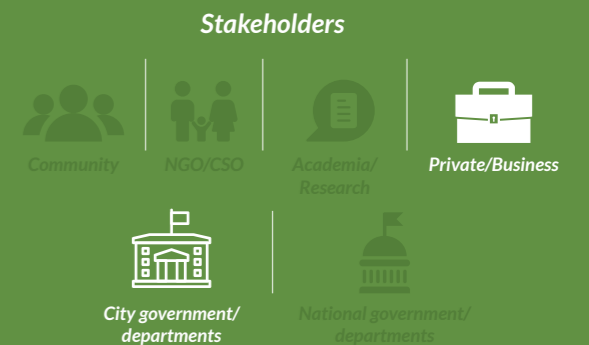 Stakeholders
Community
NGO/CSO
Academia/
Research
Private/Business
City government/
departments
National government/
departments